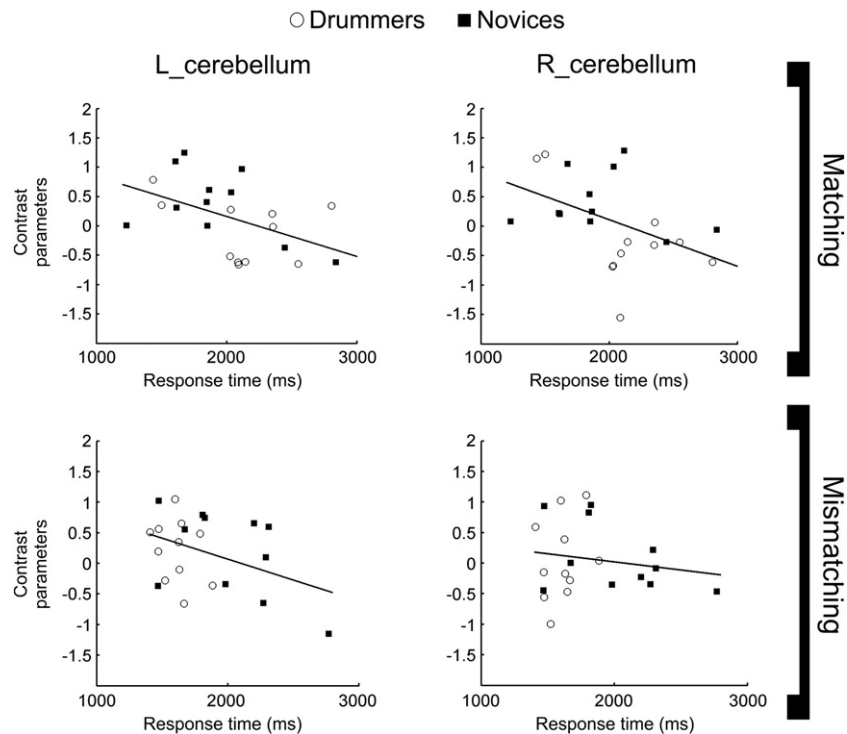 Drummers Novices
L_cerebellum R_cerebellum
2
1.5
1
0.5
0
-0.5
-1
-1.5
Contrast
parameters
1000 2000 3000
Response time (ms)
2
1.5
1
0.5
0
-0.5
-1
-1.5
1000 2000 3000
Response time (ms)
Matching
2
1.5
1
0.5
0
-0.5
-1
-1.5
Contrast
parameters
1000 2000 3000
Response time (ms)
2
1.5
1
0.5
0
-0.5
-1
-1.5
1000 2000 3000
Response time (ms)
Mismatching